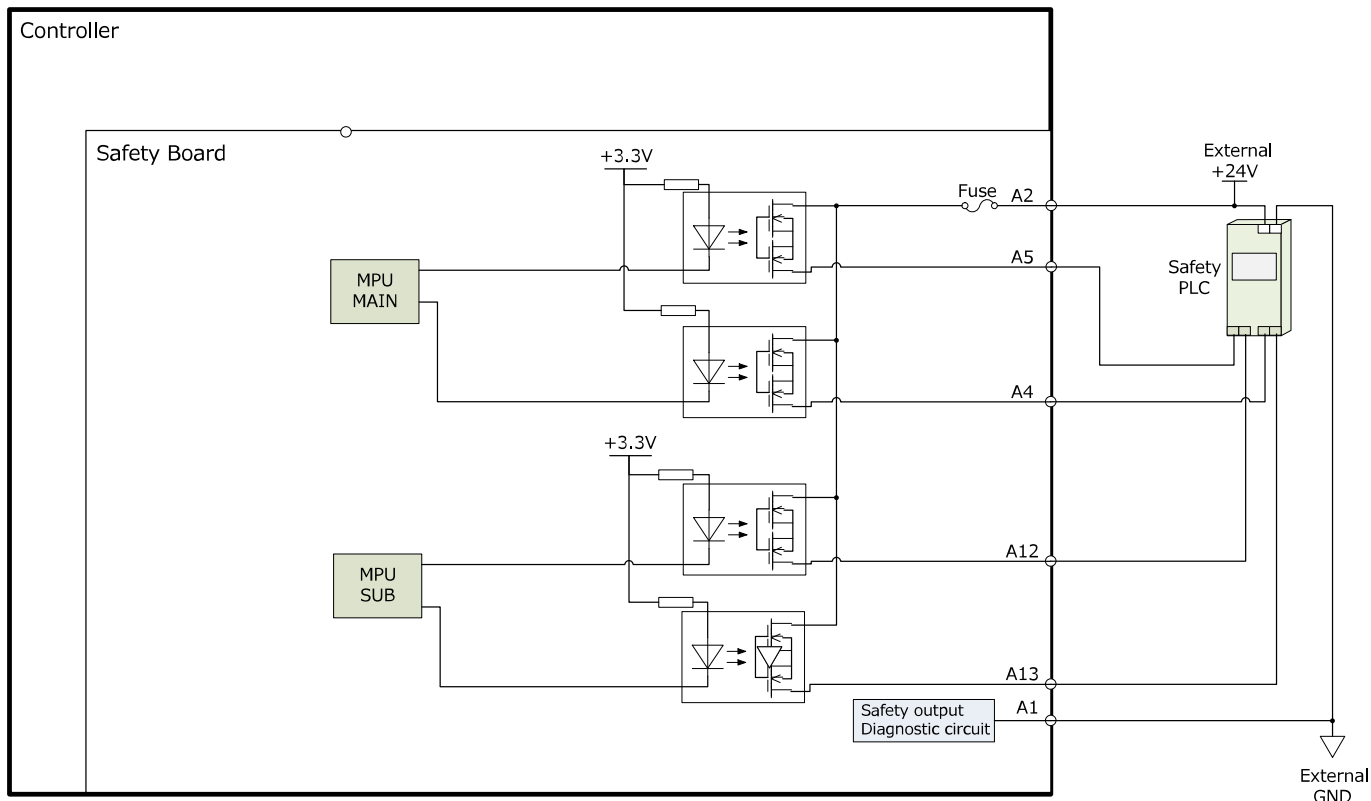 Controller
Safety Board
+3.3V
Fuse
A2
External
+24V
A5
Safety
PLC
MPU
MAIN
A4
+3.3V
A12
MPU
SUB
A13
Safety output
Diagnostic circuit
A1
External
GND